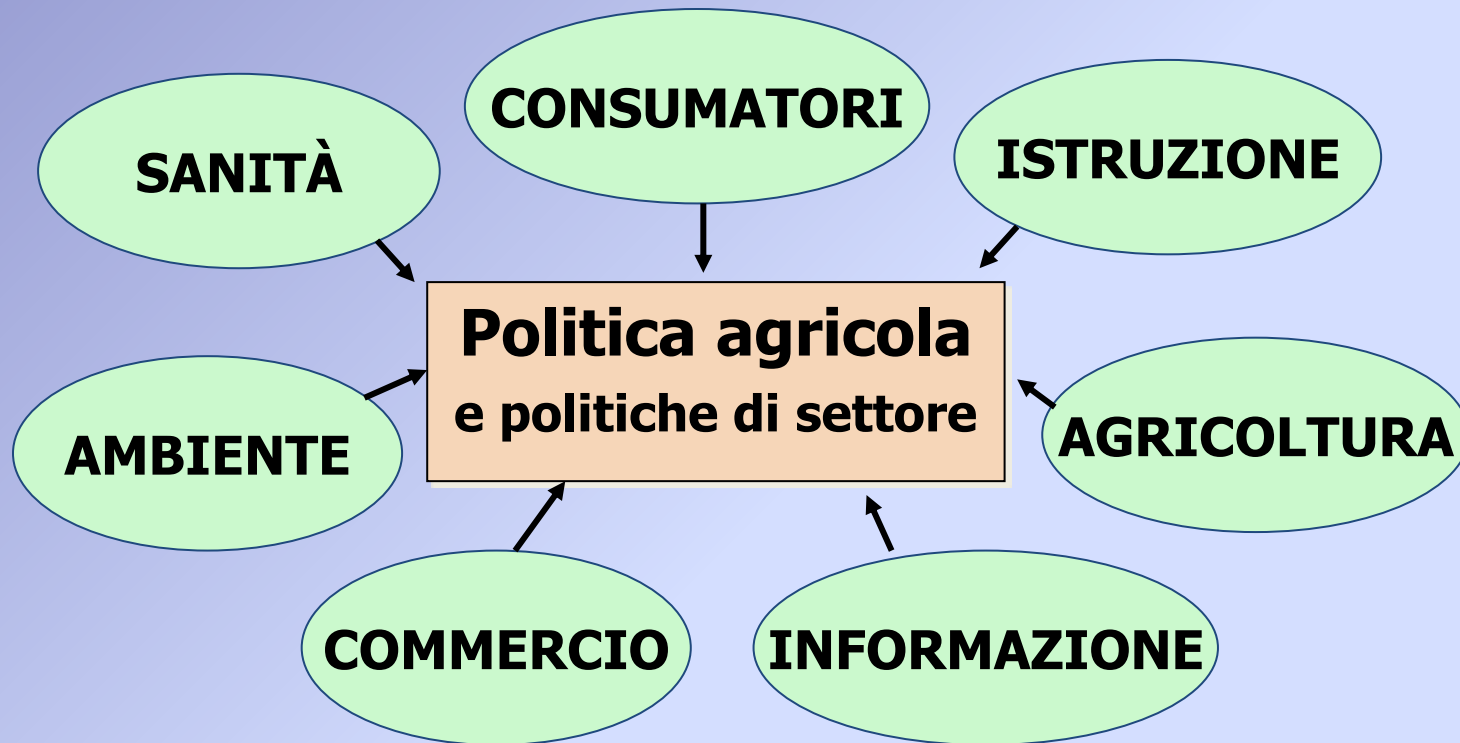 CONSUMATORI
SANITÀ
ISTRUZIONE
Politica agricola
e politiche di settore
AMBIENTE
AGRICOLTURA
COMMERCIO
INFORMAZIONE